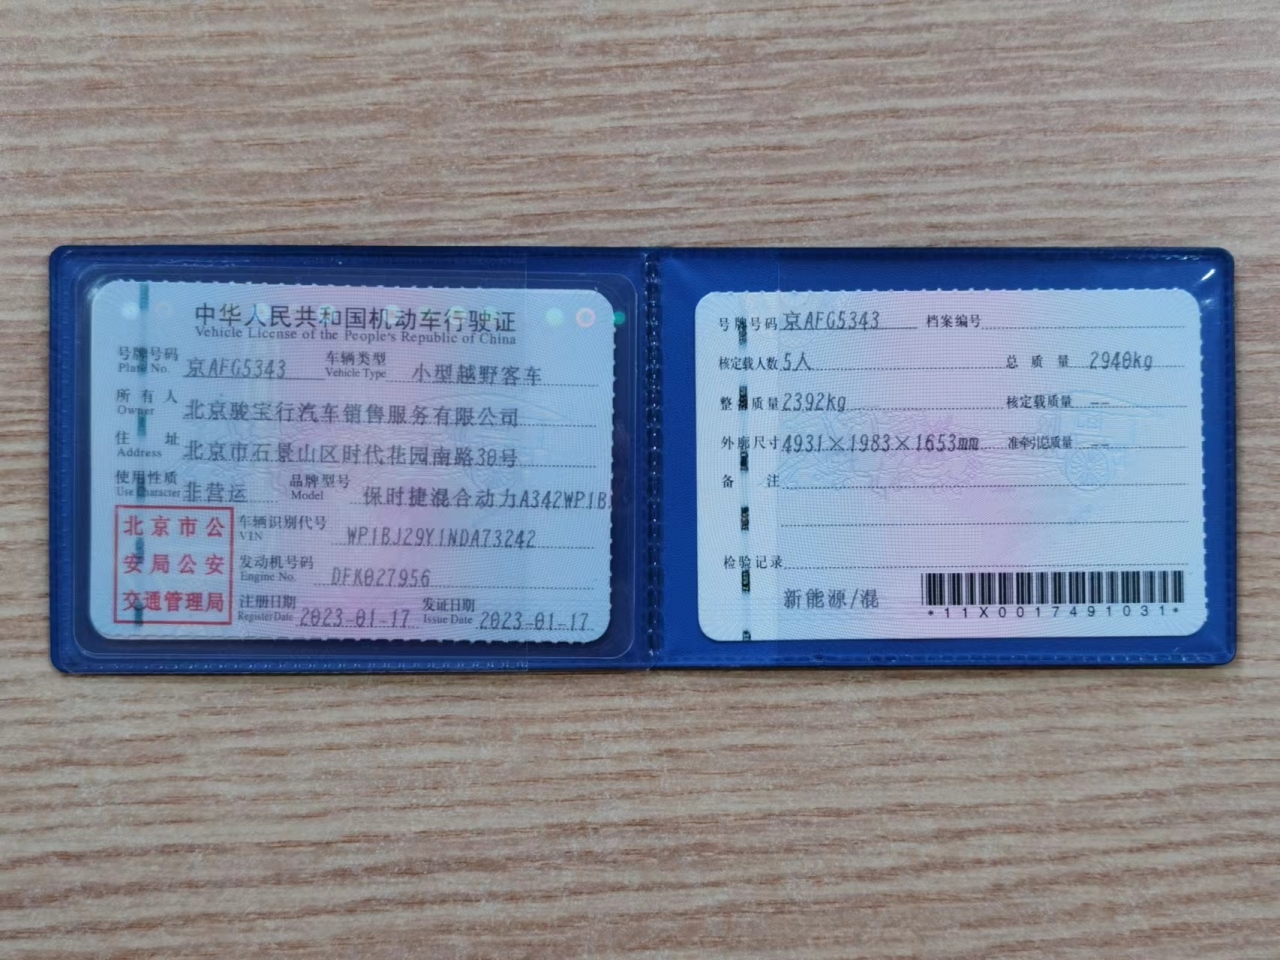 中华人民共和国机动车行驶证
Vehicle License of the People's Republic of China
号牌号码 京AFG5343 车辆类型 小型越野客车
Plate No. Vehicle Type
所有人 北京骏宝行汽车销售服务有限公司
Owner
住址 北京市石景山区时代花园南路30号
Address
使用性质 非营运 品牌型号 保时捷混合动力A342WP1B
Use Character Model
北京市公安局公安交通管理局
车辆识别代号 WP1BJ29Y1NDA73242
VIN
发动机号码 DFK027956
Engine No.
注册日期 2023-01-17 发证日期 2023-01-17
Register Date Issue Date
号牌号码 京AFG5343 档案编号
核定载人数 5人 总质量 2940kg
整备质量 2392kg 核定载质量 --
外廓尺寸 4931×1983×1653mm 准牵引总质量 --
备注
检验记录
新能源/混
*11X0017491031*